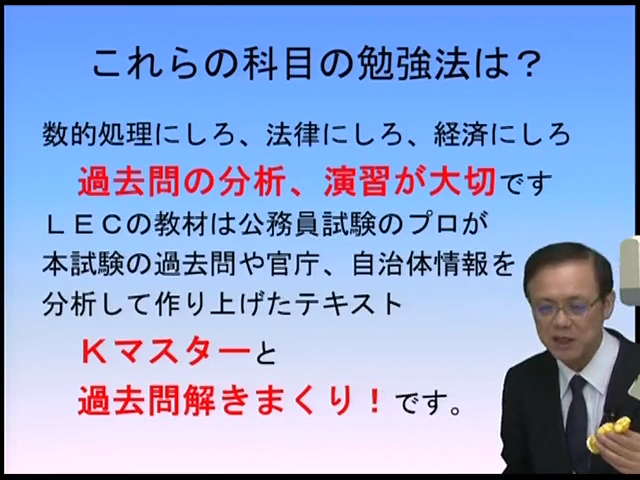 これらの科目の勉強法は？
数的処理にしろ、法律にしろ、経済にしろ
過去問の分析、演習が大切です
ＬＥＣの教材は公務員試験のプロが
本試験の過去問や官庁、自治体情報を
分析して作り上げたテキスト
Ｋマスターと
過去問解きまくり！です。